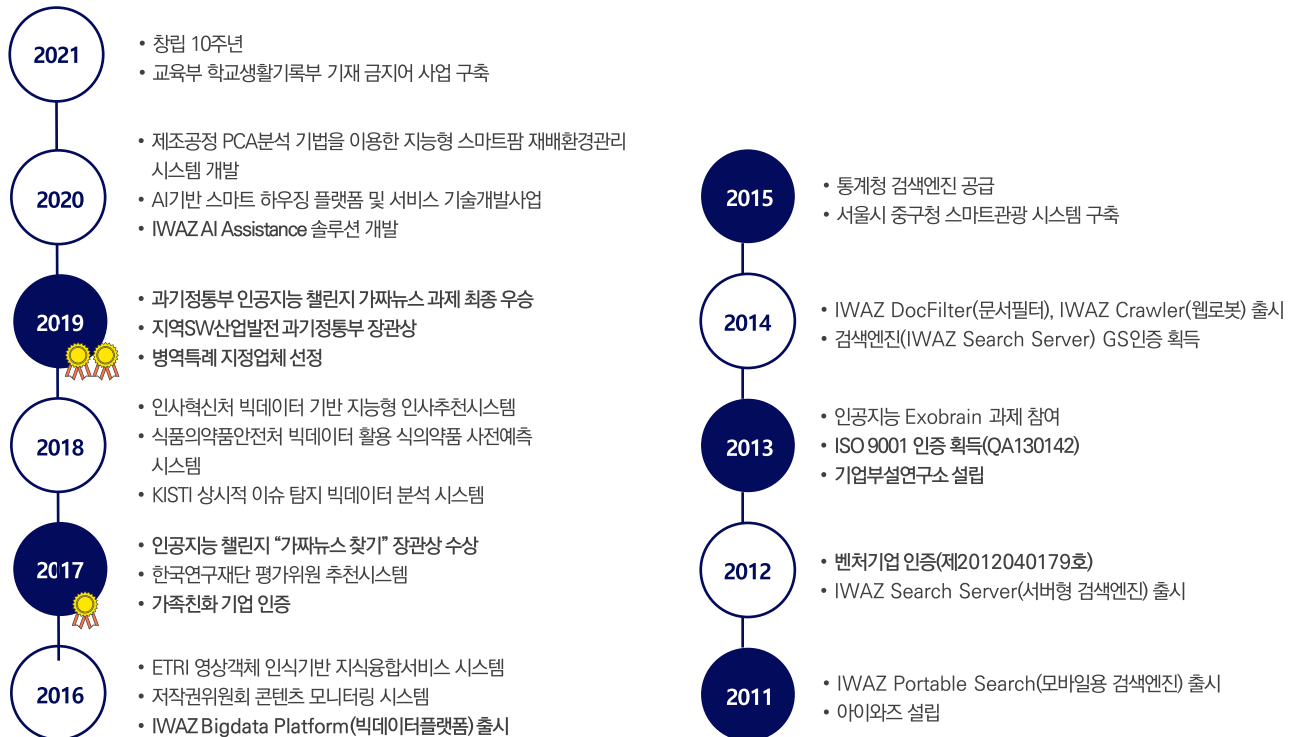 2021
• 창립 10주년
• 교육부 학교생활기록부 기재 금지어 사업 구축
2020
• 제조공정 PCA분석 기법을 이용한 지능형 스마트팜 재배환경관리
시스템 개발
• AI기반 스마트 하우징 플랫폼 및 서비스 기술개발사업
• IWAZ AI Assistance 솔루션 개발
2019
• 과기정통부 인공지능 챌린지 가짜뉴스 과제 최종 우승
• 지역SW산업발전 과기정통부 장관상
• 병역특례 지정업체 선정
2018
• 인사혁신처 빅데이터 기반 지능형 인사추천시스템
• 식품의약품안전처 빅데이터 활용 식의약품 사전예측
시스템
• KISTI 상시적 이슈 탐지 빅데이터 분석 시스템
2017
• 인공지능 챌린지 “가짜뉴스 찾기” 장관상 수상
• 한국연구재단 평가위원 추천시스템
• 가족친화 기업 인증
2016
• ETRI 영상객체 인식기반 지식융합서비스 시스템
• 저작권위원회 콘텐츠 모니터링 시스템
• IWAZ Bigdata Platform(빅데이터플랫폼) 출시
2015
• 통계청 검색엔진 공급
• 서울시 중구청 스마트관광 시스템 구축
2014
• IWAZ DocFilter(문서필터), IWAZ Crawler(웹로봇) 출시
• 검색엔진(IWAZ Search Server) GS인증 획득
2013
• 인공지능 Exobrain 과제 참여
• ISO 9001 인증 획득(QA130142)
• 기업부설연구소 설립
2012
• 벤처기업 인증(제2012040179호)
• IWAZ Search Server(서버형 검색엔진) 출시
2011
• IWAZ Portable Search(모바일용 검색엔진) 출시
• 아이와즈 설립